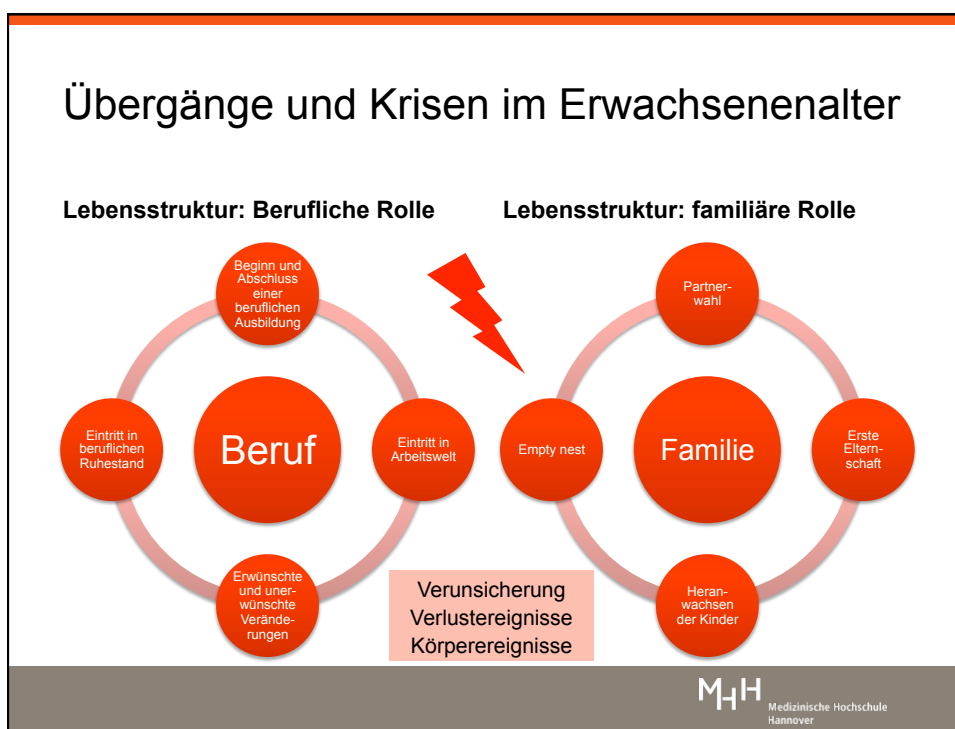 Übergänge und Krisen im Erwachsenenalter
Lebensstruktur: Berufliche Rolle
Beginn und
Abschluss
einer
beruflichen
Ausbildung
Eintritt in
beruflichen
Ruhestand
Beruf
Eintritt in
Arbeitswelt
Erwünschte
und uner-
wünschte
Verände-
rungen
Lebensstruktur: familiäre Rolle
Partner-
wahl
Empty nest
Familie
Erste
Eltern-
schaft
Heran-
wachsen
der Kinder
Verunsicherung
Verlustereignisse
Körperereignisse
MHH
Medizinische Hochschule
Hannover